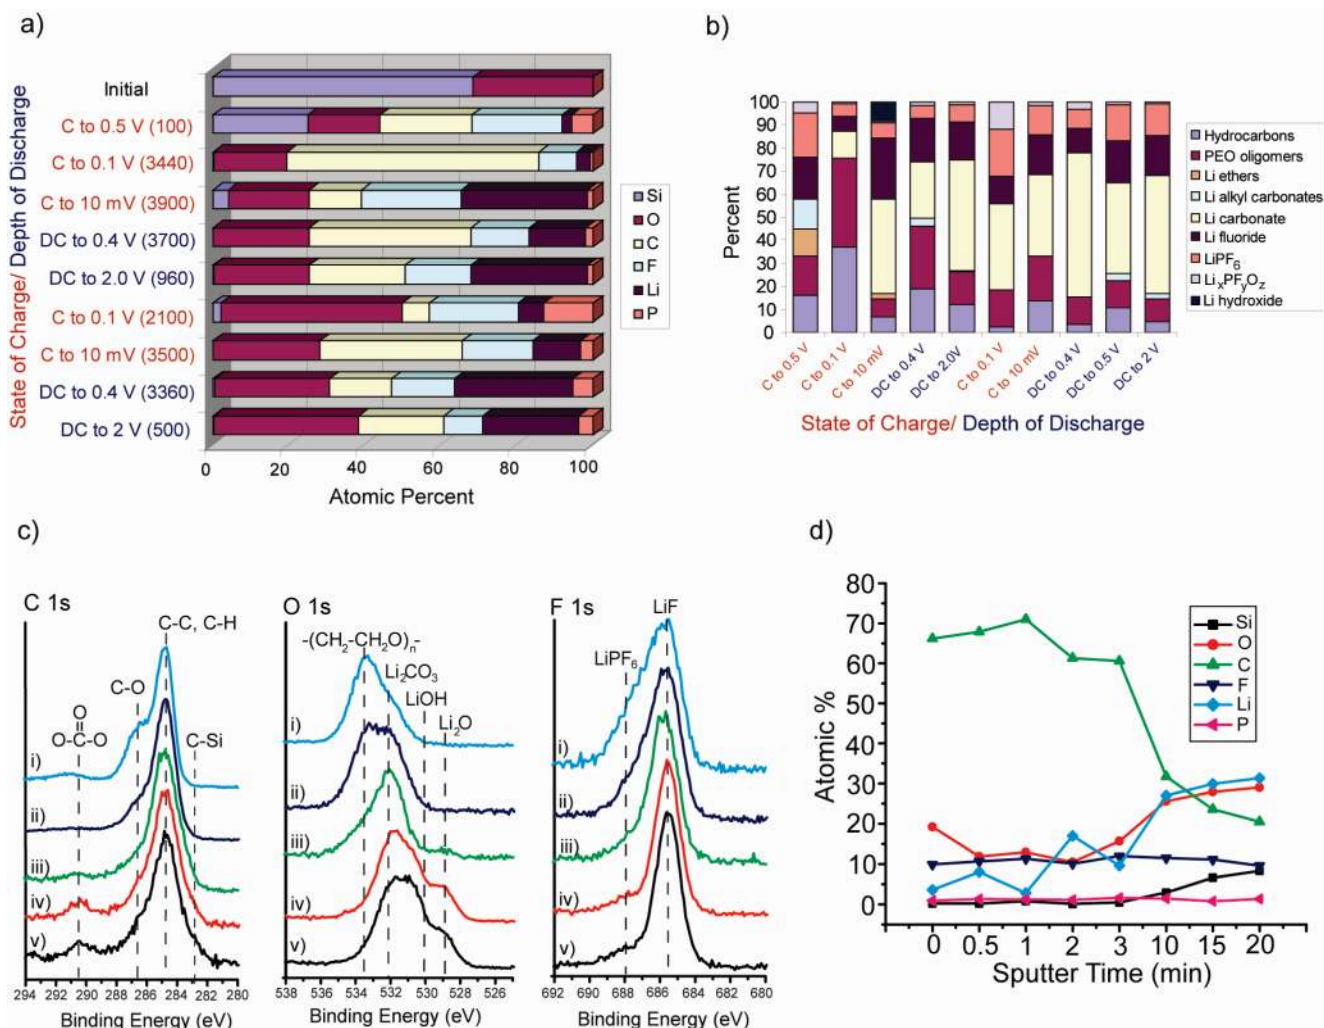 a)
State of Charge/ Depth of Discharge
Initial
C to 0.5 V (100)
C to 0.1 V (3440)
C to 10 mV (3900)
DC to 0.4 V (3700)
DC to 2.0 V (960)
C to 0.1 V (2100)
C to 10 mV (3500)
DC to 0.4 V (3360)
DC to 2 V (500)
0 20 40 60 80 100
Atomic Percent
Si
O
C
F
Li
P
b)
Percent
100
90
80
70
60
50
40
30
20
10
0
C to 0.5 V
C to 0.1 V
C to 10 mV
DC to 0.4 V
DC to 2.0V
C to 0.1 V
C to 10 mV
DC to 0.4 V
DC to 0.5 V
DC to 2 V
State of Charge/ Depth of Discharge
Hydrocarbons
PEO oligomers
Li ethers
Li alkyl carbonates
Li carbonate
Li fluoride
LiPF₆
LiₓPFᵧO_z
Li hydroxide
c)
C 1s
C-C, C-H
C-O
O
O-C-O
C-Si
i)
ii)
iii)
iv)
v)
294 292 290 288 286 284 282 280
Binding Energy (eV)
O 1s
-(CH₂-CH₂O)ₙ-
Li₂CO₃
LiOH
Li₂O
i)
ii)
iii)
iv)
v)
538 536 534 532 530 528 526
Binding Energy (eV)
F 1s
LiF
LiPF₆
i)
ii)
iii)
iv)
v)
692 690 688 686 684 682 680
Binding Energy (eV)
d)
Atomic %
80
70
60
50
40
30
20
10
0
0 0.5 1 2 3 10 15 20
Sputter Time (min)
Si
O
C
F
Li
P